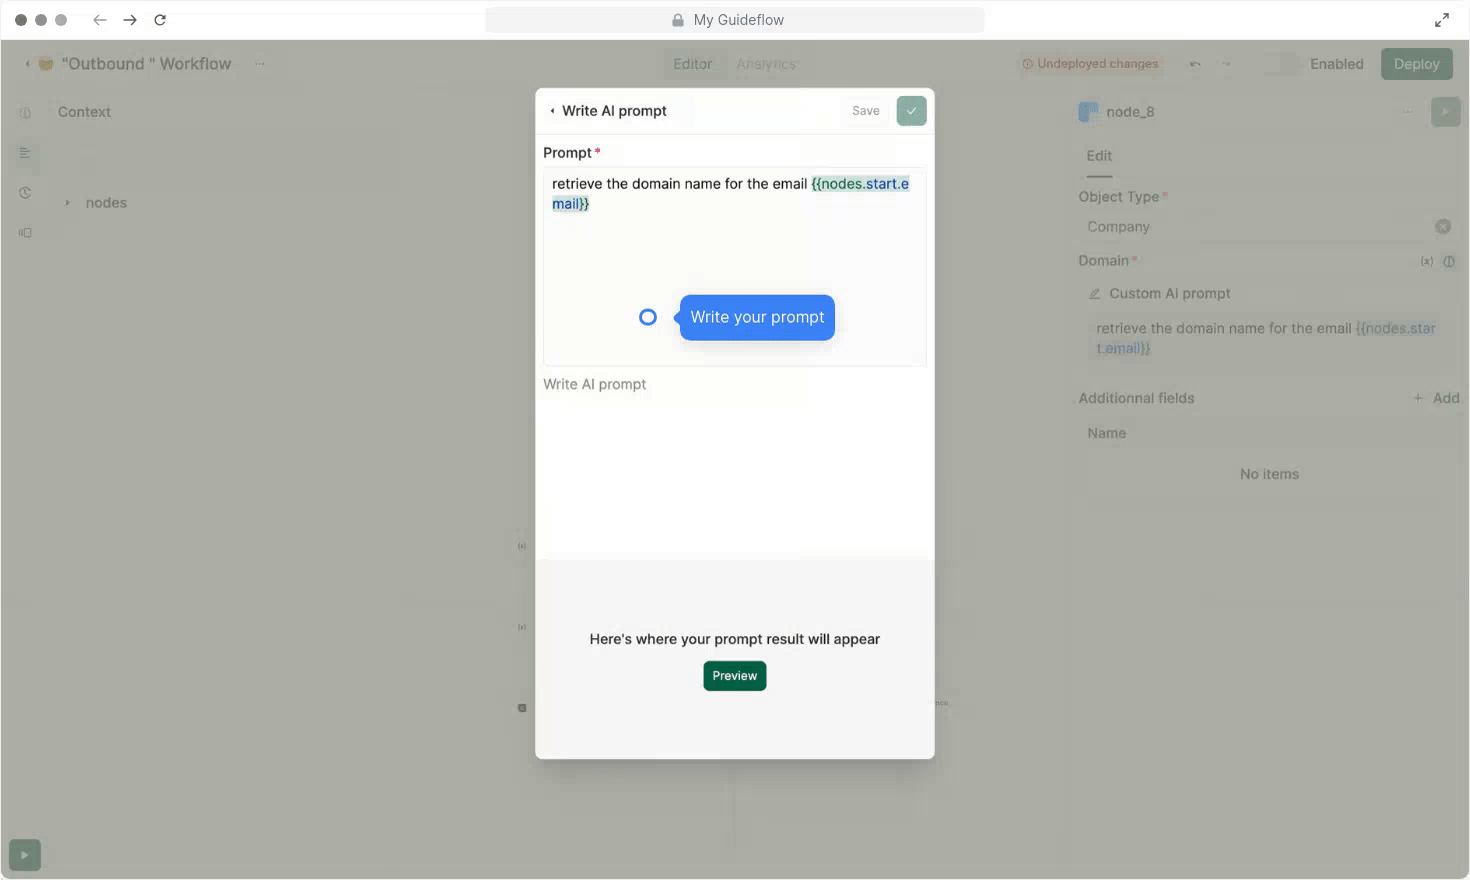 My Guideflow
"Outbound " Workflow
Editor
Analytics
Undeployed changes
Enabled
Deploy
Context
nodes
Write AI prompt
Save
Prompt*
retrieve the domain name for the email {{nodes.start.e
mail}}
Write your prompt
Write AI prompt
Here's where your prompt result will appear
Preview
node_8
Edit
Object Type*
Company
Domain*
(x)
Custom Ai prompt
retrieve the domain name for the email {{nodes.star
t.email}}
Additionnal fields
+ Add
Name
No items